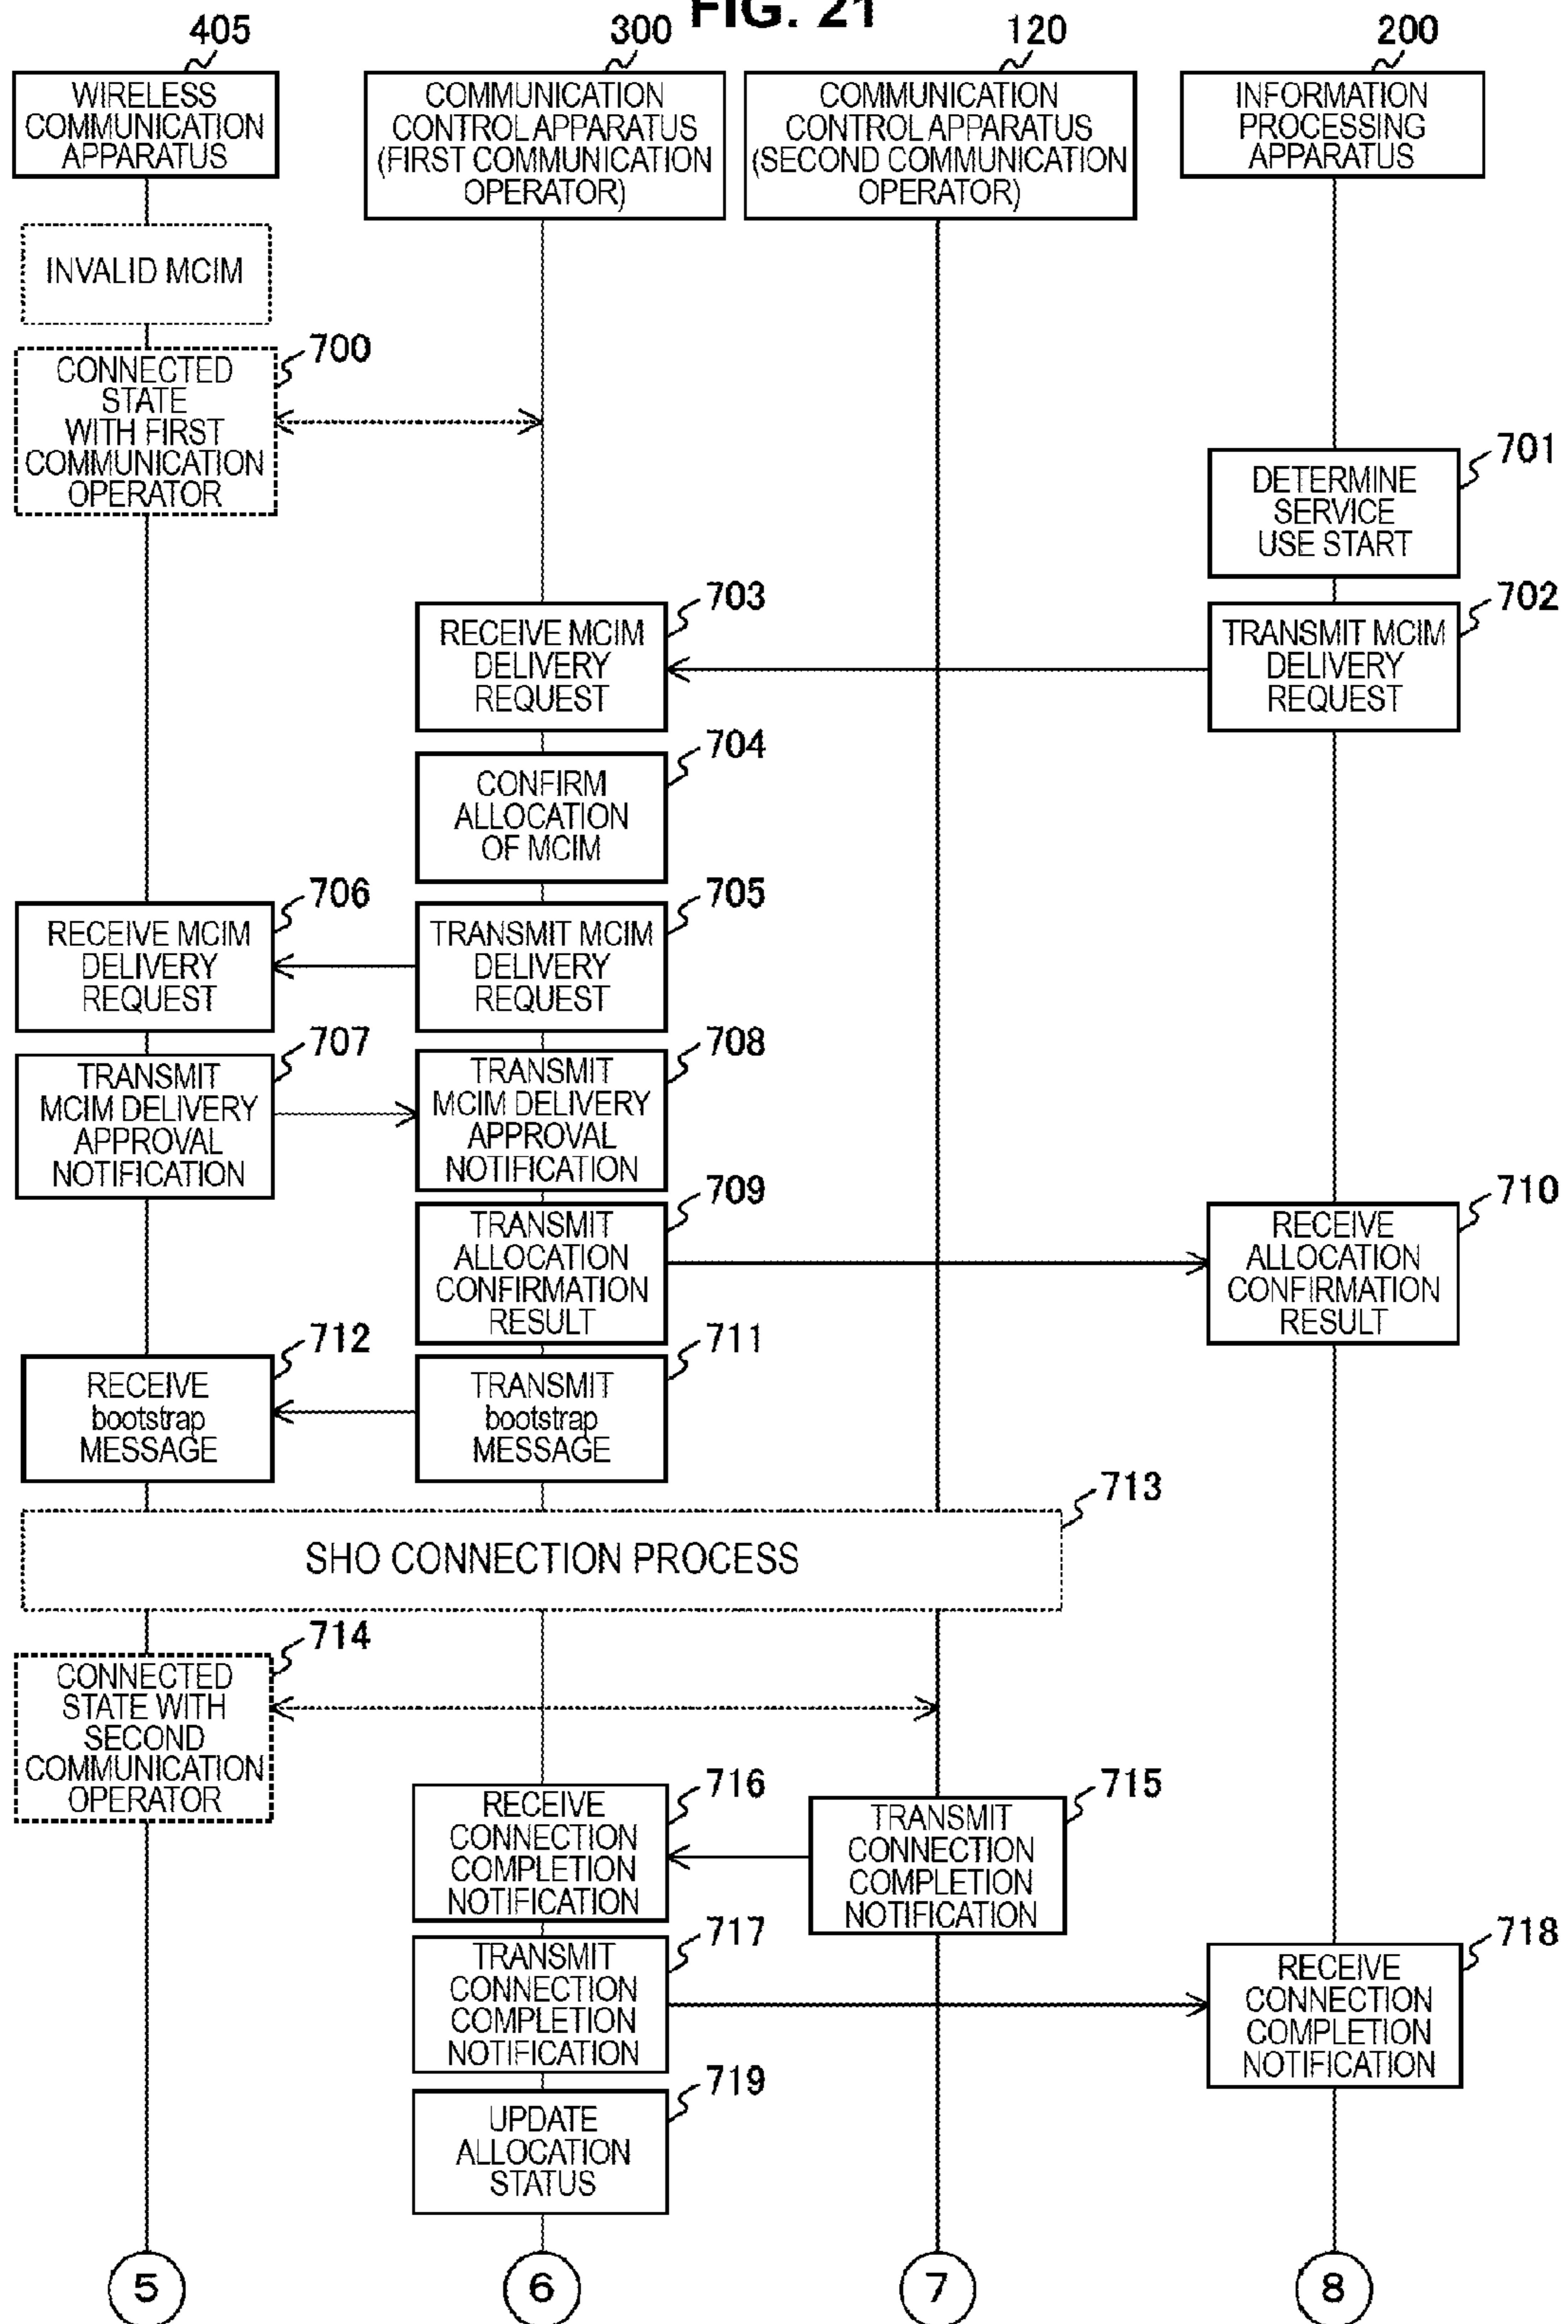 FIG. 21
405
300
120
200
WIRELESS
COMMUNICATION
APPARATUS
COMMUNICATION
CONTROL APPARATUS
(FIRST COMMUNICATION
OPERATOR)
COMMUNICATION
CONTROL APPARATUS
(SECOND COMMUNICATION
OPERATOR)
INFORMATION
PROCESSING
APPARATUS
INVALID MCIM
700
CONNECTED
STATE
WITH FIRST
COMMUNICATION
OPERATOR
701
DETERMINE
SERVICE
USE START
703
RECEIVE MCIM
DELIVERY
REQUEST
702
TRANSMIT MCIM
DELIVERY
REQUEST
704
CONFIRM
ALLOCATION
OF MCIM
706
RECEIVE MCIM
DELIVERY
REQUEST
705
TRANSMIT MCIM
DELIVERY
REQUEST
707
TRANSMIT
MCIM DELIVERY
APPROVAL
NOTIFICATION
708
TRANSMIT
MCIM DELIVERY
APPROVAL
NOTIFICATION
709
TRANSMIT
ALLOCATION
CONFIRMATION
RESULT
710
RECEIVE
ALLOCATION
CONFIRMATION
RESULT
712
RECEIVE
bootstrap
MESSAGE
711
TRANSMIT
bootstrap
MESSAGE
713
SHO CONNECTION PROCESS
714
CONNECTED
STATE WITH
SECOND
COMMUNICATION
OPERATOR
716
RECEIVE
CONNECTION
COMPLETION
NOTIFICATION
715
TRANSMIT
CONNECTION
COMPLETION
NOTIFICATION
717
TRANSMIT
CONNECTION
COMPLETION
NOTIFICATION
718
RECEIVE
CONNECTION
COMPLETION
NOTIFICATION
719
UPDATE
ALLOCATION
STATUS
5
6
7
8